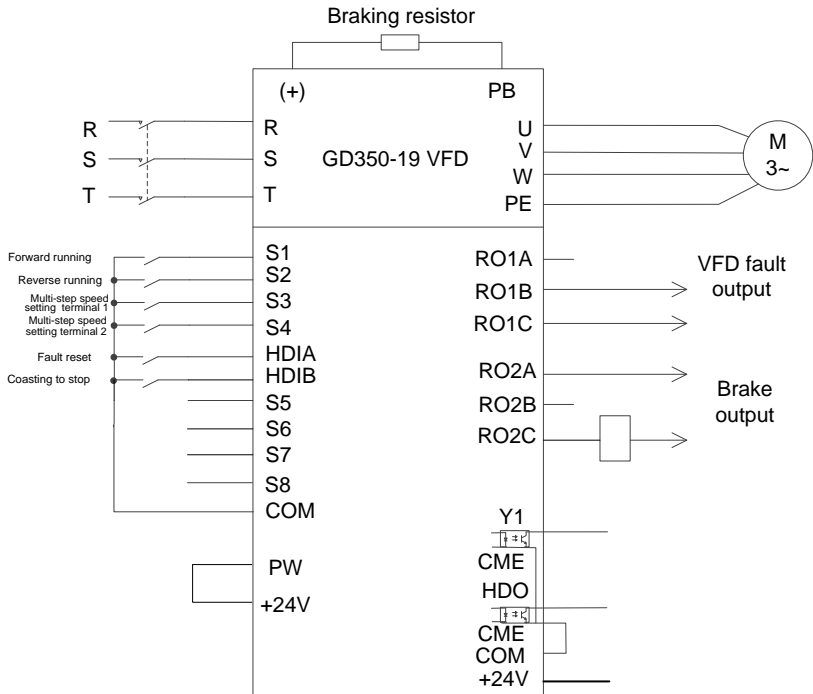 Braking resistor
(+)
PB
R
S
T
R
S
T
GD350-19 VFD
U
V
W
PE
M
3~
Forward running
Reverse running
Multi-step speed
setting terminal 1
Multi-step speed
setting terminal 2
Fault reset
Coasting to stop
S1
S2
S3
S4
HDIA
HDIB
S5
S6
S7
S8
COM
PW
+24V
RO1A
RO1B
RO1C
RO2A
RO2B
RO2C
VFD fault
output
Brake
output
Y1
CME
HDO
CME
COM
+24V